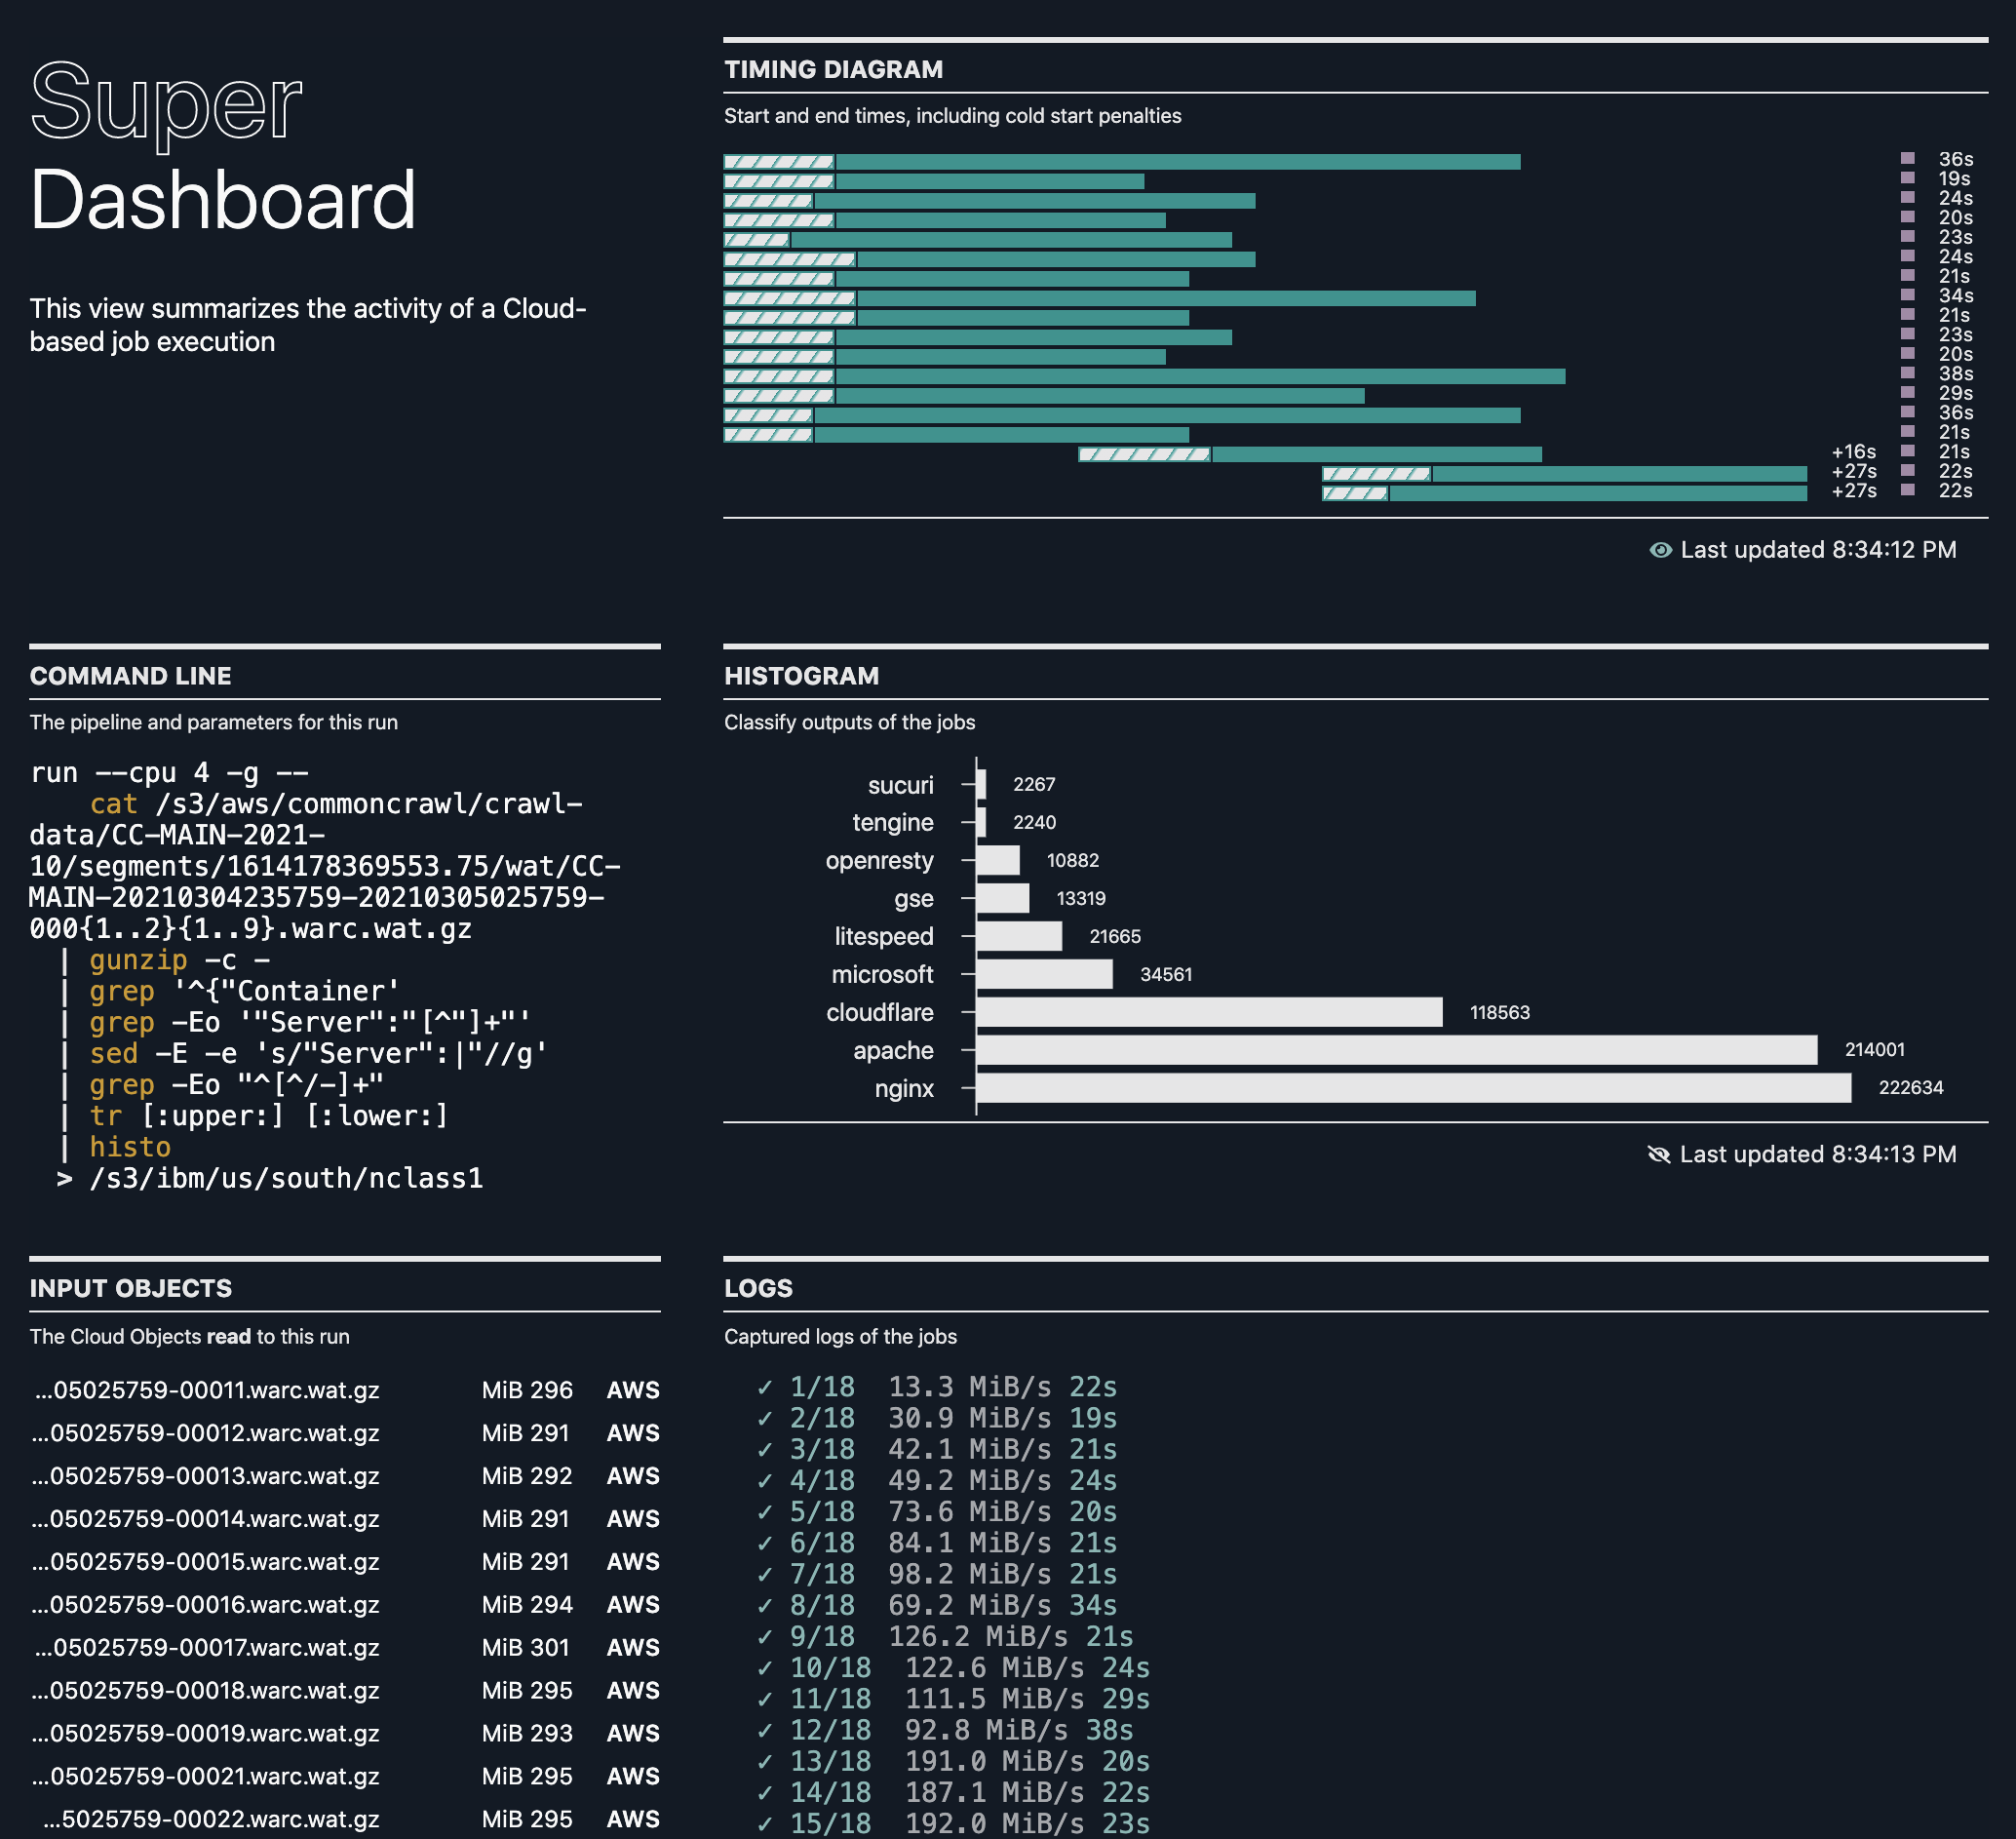 Super
Dashboard
This view summarizes the activity of a Cloud-
based job execution
TIMING DIAGRAM
Start and end times, including cold start penalties
36s
19s
24s
20s
23s
24s
21s
34s
21s
23s
20s
38s
29s
36s
21s
+16s 21s
+27s 22s
+27s 22s
Last updated 8:34:12 PM
COMMAND LINE
The pipeline and parameters for this run
run --cpu 4 -g --
cat /s3/aws/commoncrawl/crawl-
data/CC-MAIN-2021-
10/segments/1614178369553.75/wat/CC-
MAIN-20210304235759-20210305025759-
000{1..2}{1..9}.warc.wat.gz
| gunzip -c -
| grep '^{"Container'
| grep -Eo '"Server":"[^"]+"'
| sed -E -e 's/"Server":|"//g'
| grep -Eo "^[^/-]+"
| tr [:upper:] [:lower:]
| histo
> /s3/ibm/us/south/nclass1
HISTOGRAM
Classify outputs of the jobs
sucuri 2267
tengine 2240
openresty 10882
gse 13319
litespeed 21665
microsoft 34561
cloudflare 118563
apache 214001
nginx 222634
Last updated 8:34:13 PM
INPUT OBJECTS
The Cloud Objects read to this run
...05025759-00011.warc.wat.gz MiB 296 AWS
...05025759-00012.warc.wat.gz MiB 291 AWS
...05025759-00013.warc.wat.gz MiB 292 AWS
...05025759-00014.warc.wat.gz MiB 291 AWS
...05025759-00015.warc.wat.gz MiB 291 AWS
...05025759-00016.warc.wat.gz MiB 294 AWS
...05025759-00017.warc.wat.gz MiB 301 AWS
...05025759-00018.warc.wat.gz MiB 295 AWS
...05025759-00019.warc.wat.gz MiB 293 AWS
...05025759-00021.warc.wat.gz MiB 295 AWS
...5025759-00022.warc.wat.gz MiB 295 AWS
LOGS
Captured logs of the jobs
✓ 1/18 13.3 MiB/s 22s
✓ 2/18 30.9 MiB/s 19s
✓ 3/18 42.1 MiB/s 21s
✓ 4/18 49.2 MiB/s 24s
✓ 5/18 73.6 MiB/s 20s
✓ 6/18 84.1 MiB/s 21s
✓ 7/18 98.2 MiB/s 21s
✓ 8/18 69.2 MiB/s 34s
✓ 9/18 126.2 MiB/s 21s
✓ 10/18 122.6 MiB/s 24s
✓ 11/18 111.5 MiB/s 29s
✓ 12/18 92.8 MiB/s 38s
✓ 13/18 191.0 MiB/s 20s
✓ 14/18 187.1 MiB/s 22s
✓ 15/18 192.0 MiB/s 23s